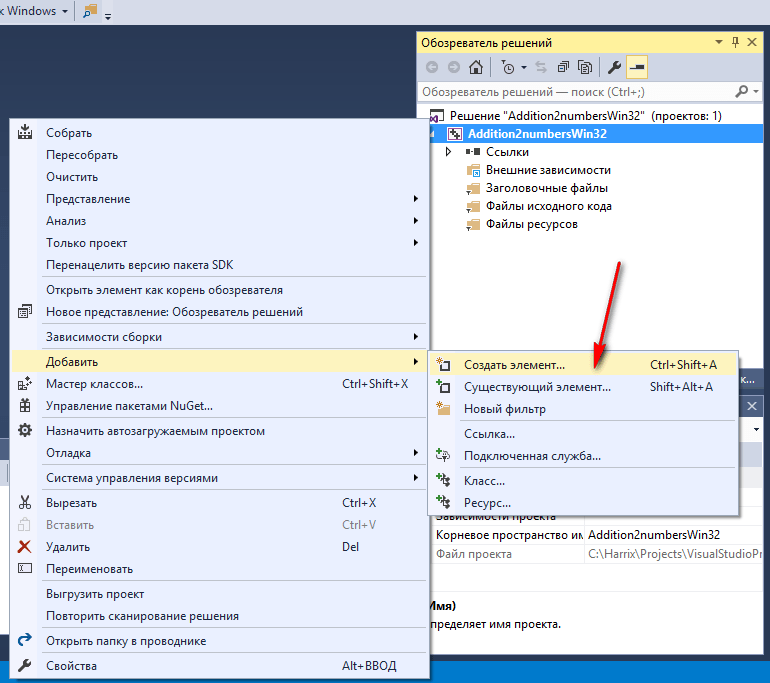 к Windows
Обозреватель решений
Обозреватель решений — поиск (Ctrl+;)
Решение "Addition2numbersWin32" (проектов: 1)
Addition2numbersWin32
Ссылки
Внешние зависимости
Заголовочные файлы
Файлы исходного кода
Файлы ресурсов
Собрать
Пересобрать
Очистить
Представление
Анализ
Только проект
Перенацелить версию пакета SDK
Открыть элемент как корень обозревателя
Новое представление: Обозреватель решений
Зависимости сборки
Добавить
Мастер классов... Ctrl+Shift+X
Управление пакетами NuGet...
Назначить автозагружаемым проектом
Отладка
Система управления версиями
Вырезать Ctrl+X
Вставить Ctrl+V
Удалить Del
Переименовать
Выгрузить проект
Повторить сканирование решения
Открыть папку в проводнике
Свойства Alt+ВВОД
Создать элемент... Ctrl+Shift+A
Существующий элемент... Shift+Alt+A
Новый фильтр
Ссылка...
Подключенная служба...
Класс...
Ресурс...
к...
Зависимости проекта
Корневое пространство им Addition2numbersWin32
Файл проекта C:\Harrix\Projects\VisualStudioPr
Имя)
пределяет имя проекта.